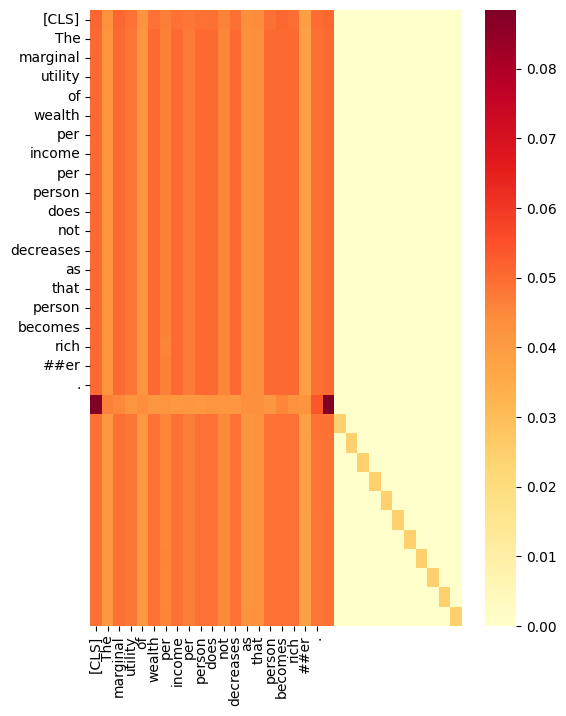 [CLS]
The
marginal
utility
of
wealth
per
income
per
person
does
not
decreases
as
that
person
becomes
rich
##er
.
[CLS]
The
marginal
utility
of
wealth
per
income
per
person
does
not
decreases
as
that
person
becomes
rich
##er
.
0.08
0.07
0.06
0.05
0.04
0.03
0.02
0.01
0.00